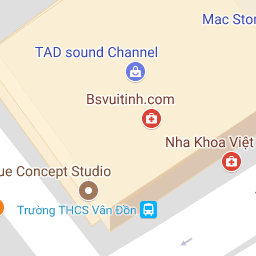 Mac Stor
TAD sound Channel
Bsvuitinh.com
Nha Khoa Việt
ue Concept Studio
Trường THCS Vân Đồn